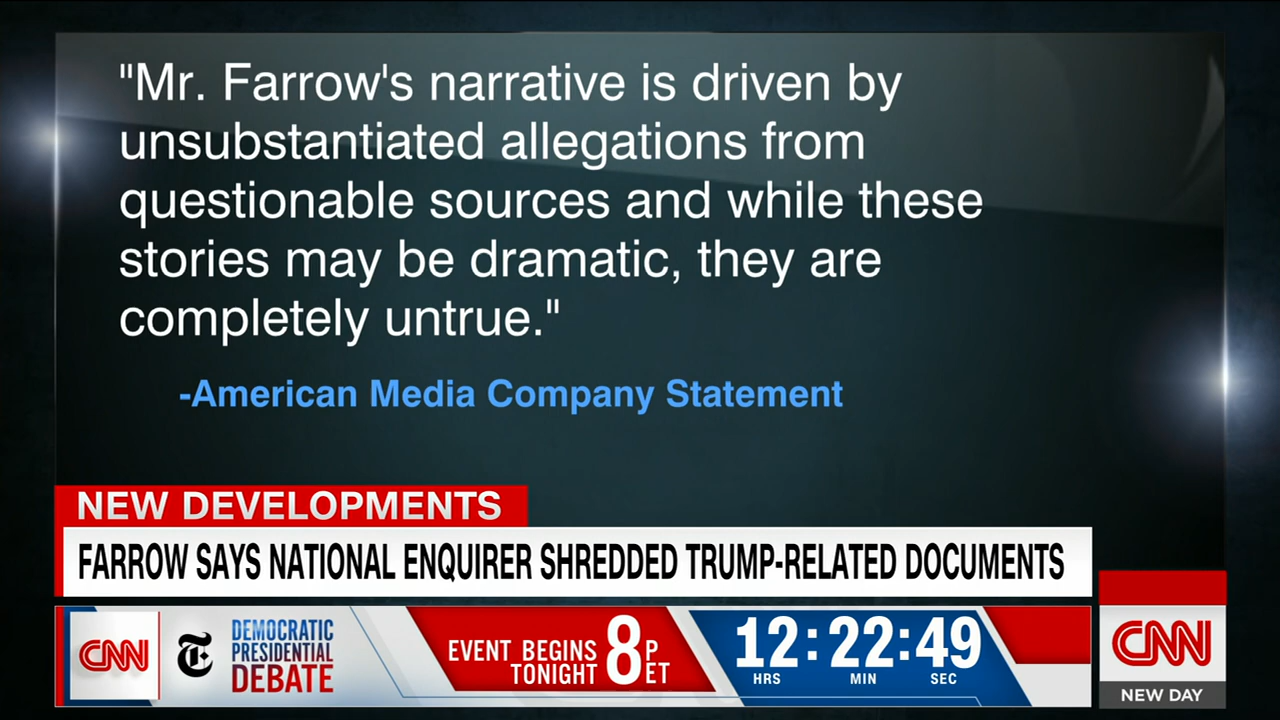 "Mr. Farrow's narrative is driven by
unsubstantiated allegations from
questionable sources and while these
stories may be dramatic, they are
completely untrue."
-American Media Company Statement
NEW DEVELOPMENTS
FARROW SAYS NATIONAL ENQUIRER SHREDDED TRUMP-RELATED DOCUMENTS
CNN
T
DEMOCRATIC
PRESIDENTIAL
DEBATE
EVENT BEGINS
TONIGHT
8 P
ET
12:22:49
HRS MIN SEC
CNN
NEW DAY